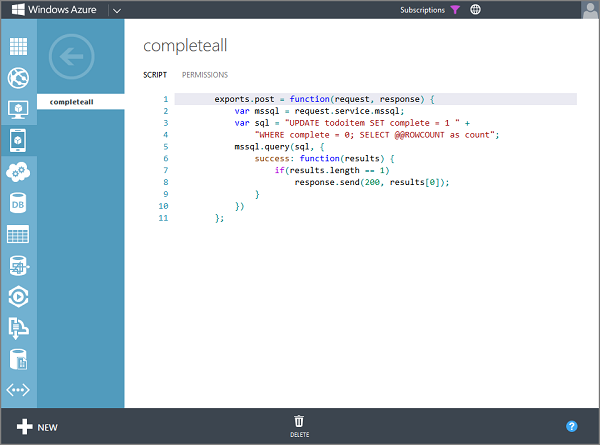 Windows Azure
Subscriptions
completeall
completeall
SCRIPT PERMISSIONS
1 exports.post = function(request, response) {
2 var mssql = request.service.mssql;
3 var sql = "UPDATE todoitem SET complete = 1 " +
4 "WHERE complete = 0; SELECT @@ROWCOUNT as count";
5 mssql.query(sql, {
6 success: function(results) {
7 if(results.length == 1)
8 response.send(200, results[0]);
9 }
10 })
11 };
DB
NEW
DELETE
?